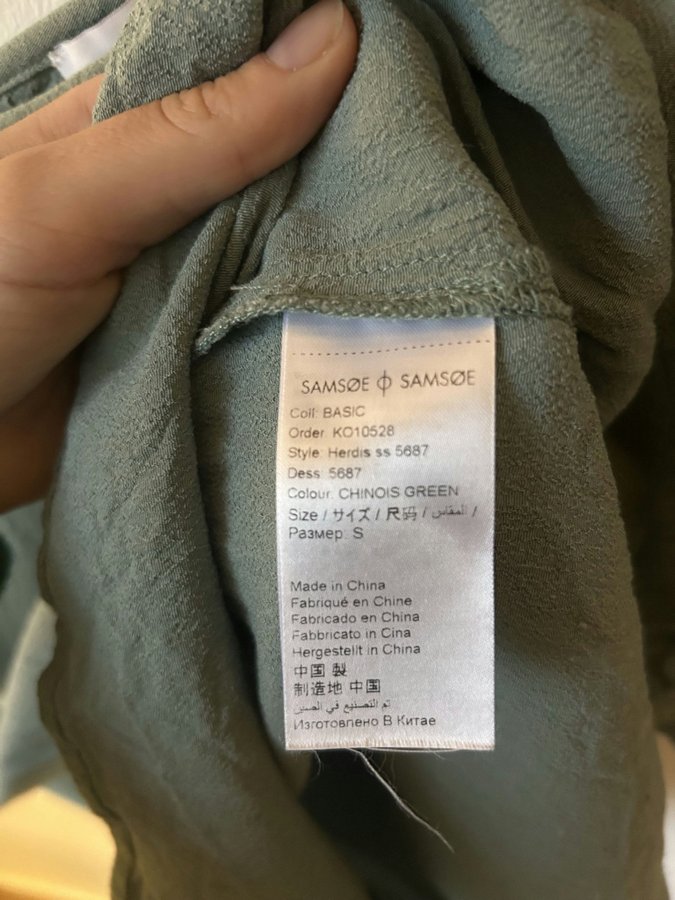 SAMSØE ɸ SAMSØE
Coll: BASIC
Order: KO10528
Style: Herdis ss 5687
Dess: 5687
Colour: CHINOIS GREEN
Size / サイズ / 尺码 / المقاس /
Размер: S
Made in China
Fabriqué en Chine
Fabricado en China
Fabbricato in Cina
Hergestellt in China
中国 製
制造地 中国
تم التصنيع في الصين
Изготовлено В Китае